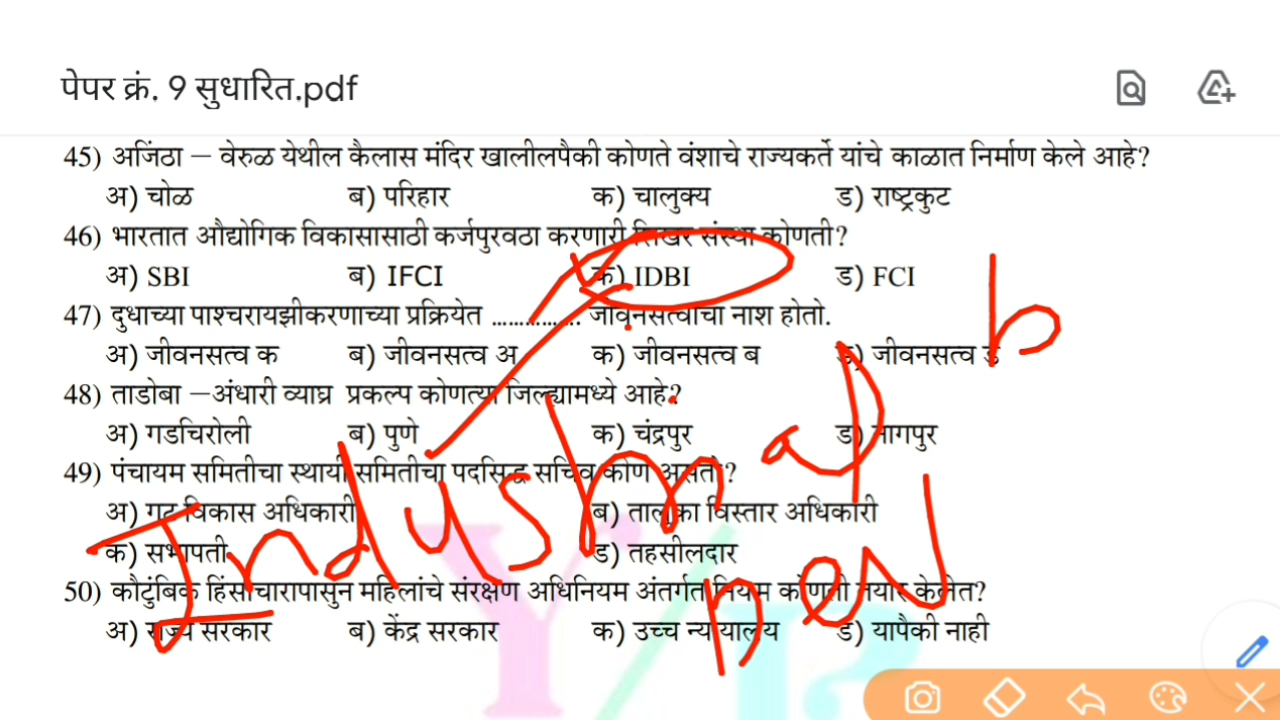 पेपर क्रं. 9 सुधारित.pdf
45) अजिंठा – वेरुळ येथील कैलास मंदिर खालीलपैकी कोणते वंशाचे राज्यकर्ते यांचे काळात निर्माण केले आहे?
अ) चोळ ब) परिहार क) चालुक्य ड) राष्ट्रकुट
46) भारतात औद्योगिक विकासासाठी कर्जपुरवठा करणारी शिखर संस्था कोणती?
अ) SBI ब) IFCI क) IDBI ड) FCI
47) दुधाच्या पाश्चरायझीकरणाच्या प्रक्रियेत ................ जीवनसत्वाचा नाश होतो.
अ) जीवनसत्व क ब) जीवनसत्व अ क) जीवनसत्व ब ड) जीवनसत्व ड
48) ताडोबा –अंधारी व्याघ्र प्रकल्प कोणत्या जिल्ह्यामध्ये आहे?
अ) गडचिरोली ब) पुणे क) चंद्रपुर ड) नागपुर
49) पंचायम समितीचा स्थायी समितीचा पदसिद्ध सचिव कोण असतो?
अ) गट विकास अधिकारी ब) तालुका विस्तार अधिकारी
क) सभापती ड) तहसीलदार
50) कौटुंबिक हिंसाचारापासुन महिलांचे संरक्षण अधिनियम अंतर्गत नियम कोणती तयार केलेत?
अ) राज्य सरकार ब) केंद्र सरकार क) उच्च न्यायालय ड) यापैकी नाही